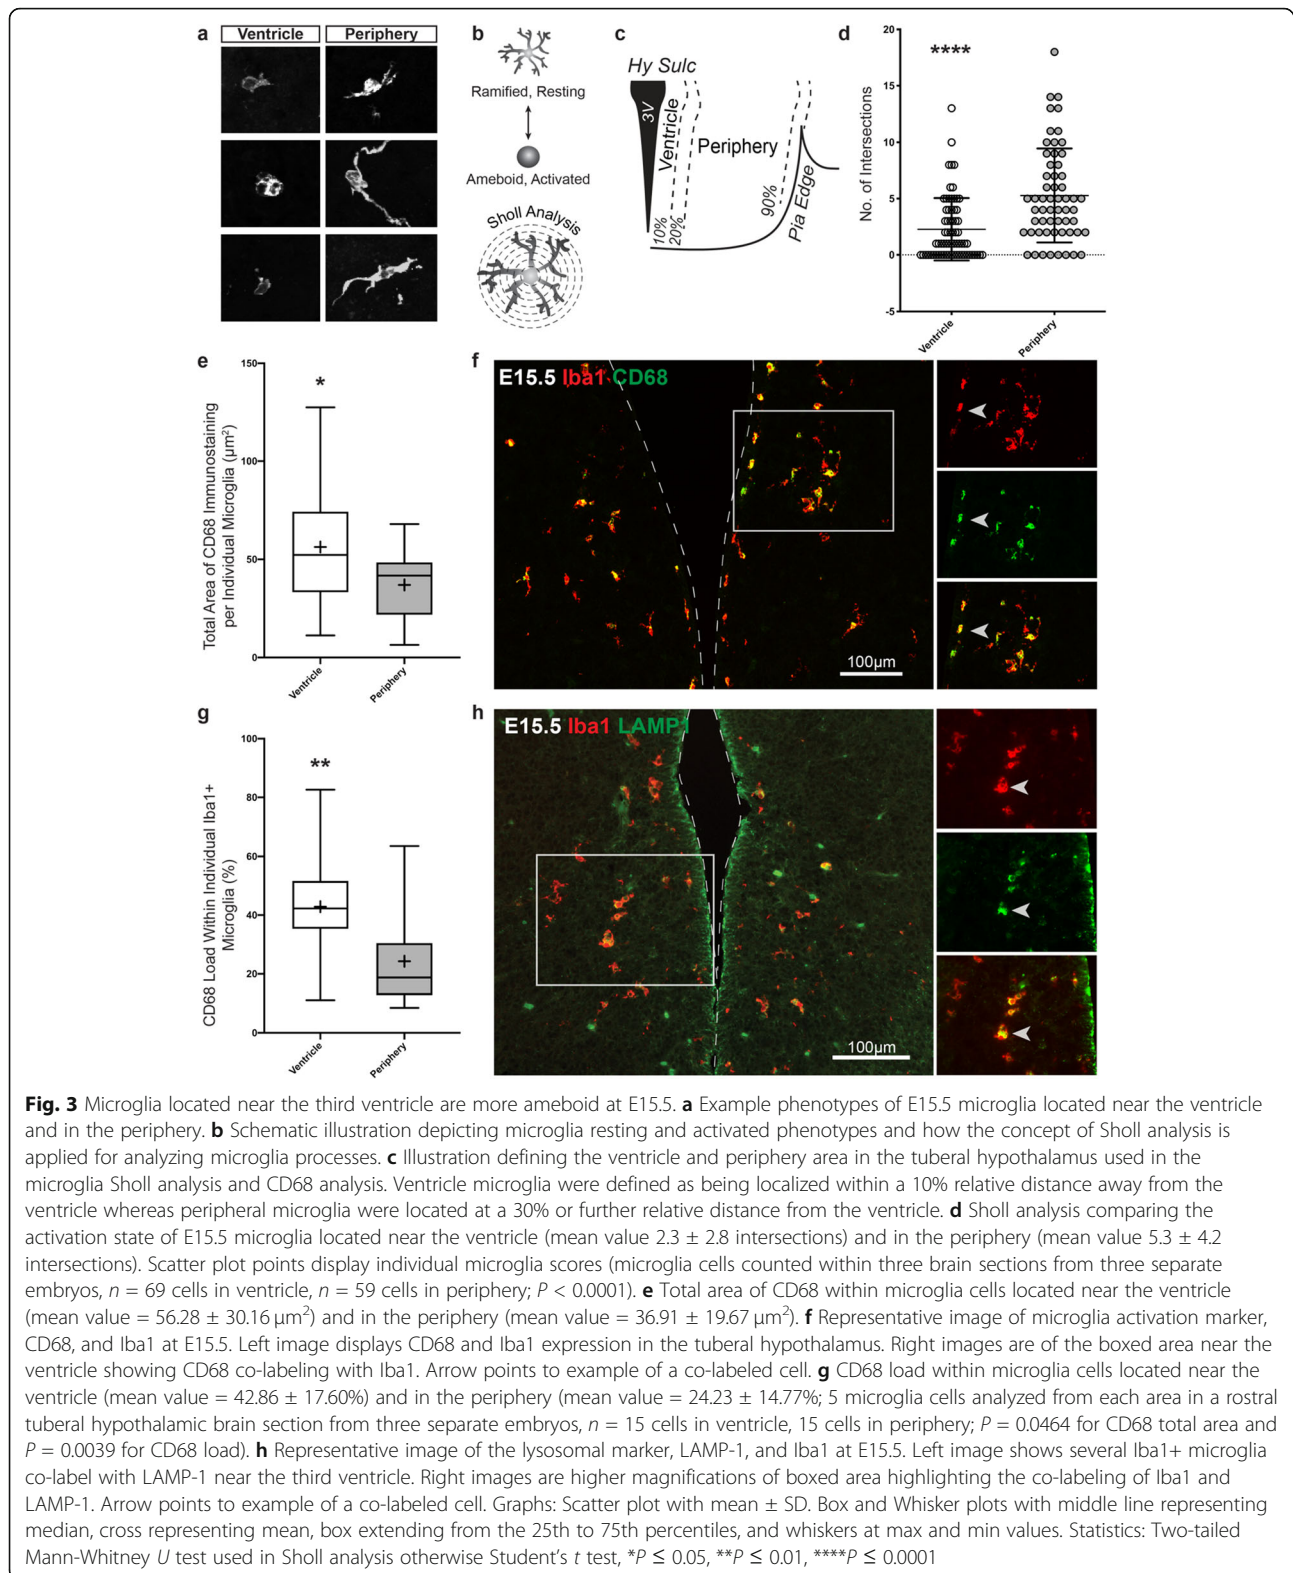 a
Ventricle
Periphery
b
Ramified, Resting
Ameboid, Activated
Sholl Analysis
c
Hy Sulc
3V
Ventricle
Periphery
10%
20%
90%
Pia Edge
d
****
No. of Intersections
20
15
10
5
0
-5
Ventricle
Periphery
e
*
Total Area of CD68 Immunostaining
per Individual Microglia (µm²)
150
100
50
0
Ventricle
Periphery
f
E15.5 Iba1 CD68
100µm
g
**
CD68 Load Within Individual Iba1+
Microglia (%)
100
80
60
40
20
0
Ventricle
Periphery
h
E15.5 Iba1 LAMP1
100µm
Fig. 3 Microglia located near the third ventricle are more ameboid at E15.5. a Example phenotypes of E15.5 microglia located near the ventricle
and in the periphery. b Schematic illustration depicting microglia resting and activated phenotypes and how the concept of Sholl analysis is
applied for analyzing microglia processes. c Illustration defining the ventricle and periphery area in the tuberal hypothalamus used in the
microglia Sholl analysis and CD68 analysis. Ventricle microglia were defined as being localized within a 10% relative distance away from the
ventricle whereas peripheral microglia were located at a 30% or further relative distance from the ventricle. d Sholl analysis comparing the
activation state of E15.5 microglia located near the ventricle (mean value 2.3 ± 2.8 intersections) and in the periphery (mean value 5.3 ± 4.2
intersections). Scatter plot points display individual microglia scores (microglia cells counted within three brain sections from three separate
embryos, n = 69 cells in ventricle, n = 59 cells in periphery; P < 0.0001). e Total area of CD68 within microglia cells located near the ventricle
(mean value = 56.28 ± 30.16 µm²) and in the periphery (mean value = 36.91 ± 19.67 µm²). f Representative image of microglia activation marker,
CD68, and Iba1 at E15.5. Left image displays CD68 and Iba1 expression in the tuberal hypothalamus. Right images are of the boxed area near the
ventricle showing CD68 co-labeling with Iba1. Arrow points to example of a co-labeled cell. g CD68 load within microglia cells located near the
ventricle (mean value = 42.86 ± 17.60%) and in the periphery (mean value = 24.23 ± 14.77%; 5 microglia cells analyzed from each area in a rostral
tuberal hypothalamic brain section from three separate embryos, n = 15 cells in ventricle, 15 cells in periphery; P = 0.0464 for CD68 total area and
P = 0.0039 for CD68 load). h Representative image of the lysosomal marker, LAMP-1, and Iba1 at E15.5. Left image shows several Iba1+ microglia
co-label with LAMP-1 near the third ventricle. Right images are higher magnifications of boxed area highlighting the co-labeling of Iba1 and
LAMP-1. Arrow points to example of a co-labeled cell. Graphs: Scatter plot with mean ± SD. Box and Whisker plots with middle line representing
median, cross representing mean, box extending from the 25th to 75th percentiles, and whiskers at max and min values. Statistics: Two-tailed
Mann-Whitney U test used in Sholl analysis otherwise Student's t test, *P ≤ 0.05, **P ≤ 0.01, ****P ≤ 0.0001